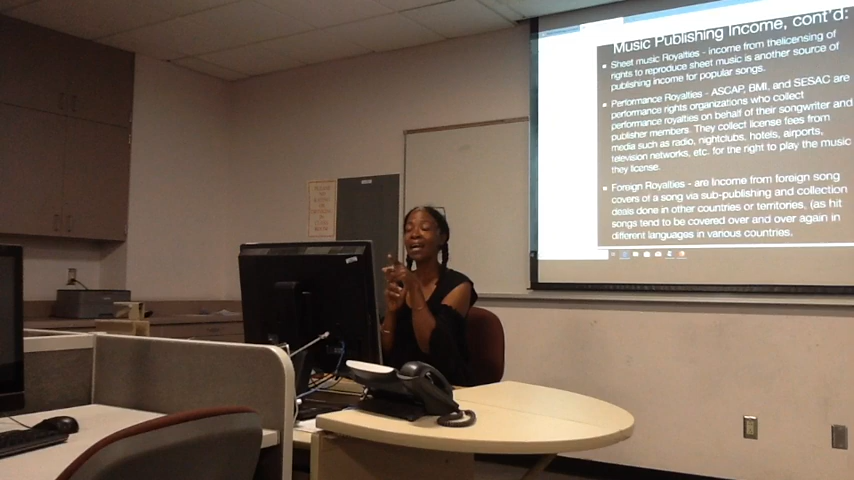 Music Publishing Income, cont'd:
Sheet music Royalties - income from thelicensing of
rights to reproduce sheet music is another source of
publishing income for popular songs.
Performance Royalties - ASCAP, BMI, and SESAC are
performance rights organizations who collect
performance royalties on behalf of their songwriter and
publisher members. They collect license fees from
media such as radio, nightclubs, hotels, airports,
television networks, etc. for the right to play the music
they license.
Foreign Royalties - are Income from foreign song
covers of a song via sub-publishing and collection
deals done in other countries or territories, (as hit
songs tend to be covered over and over again in
different languages in various countries.